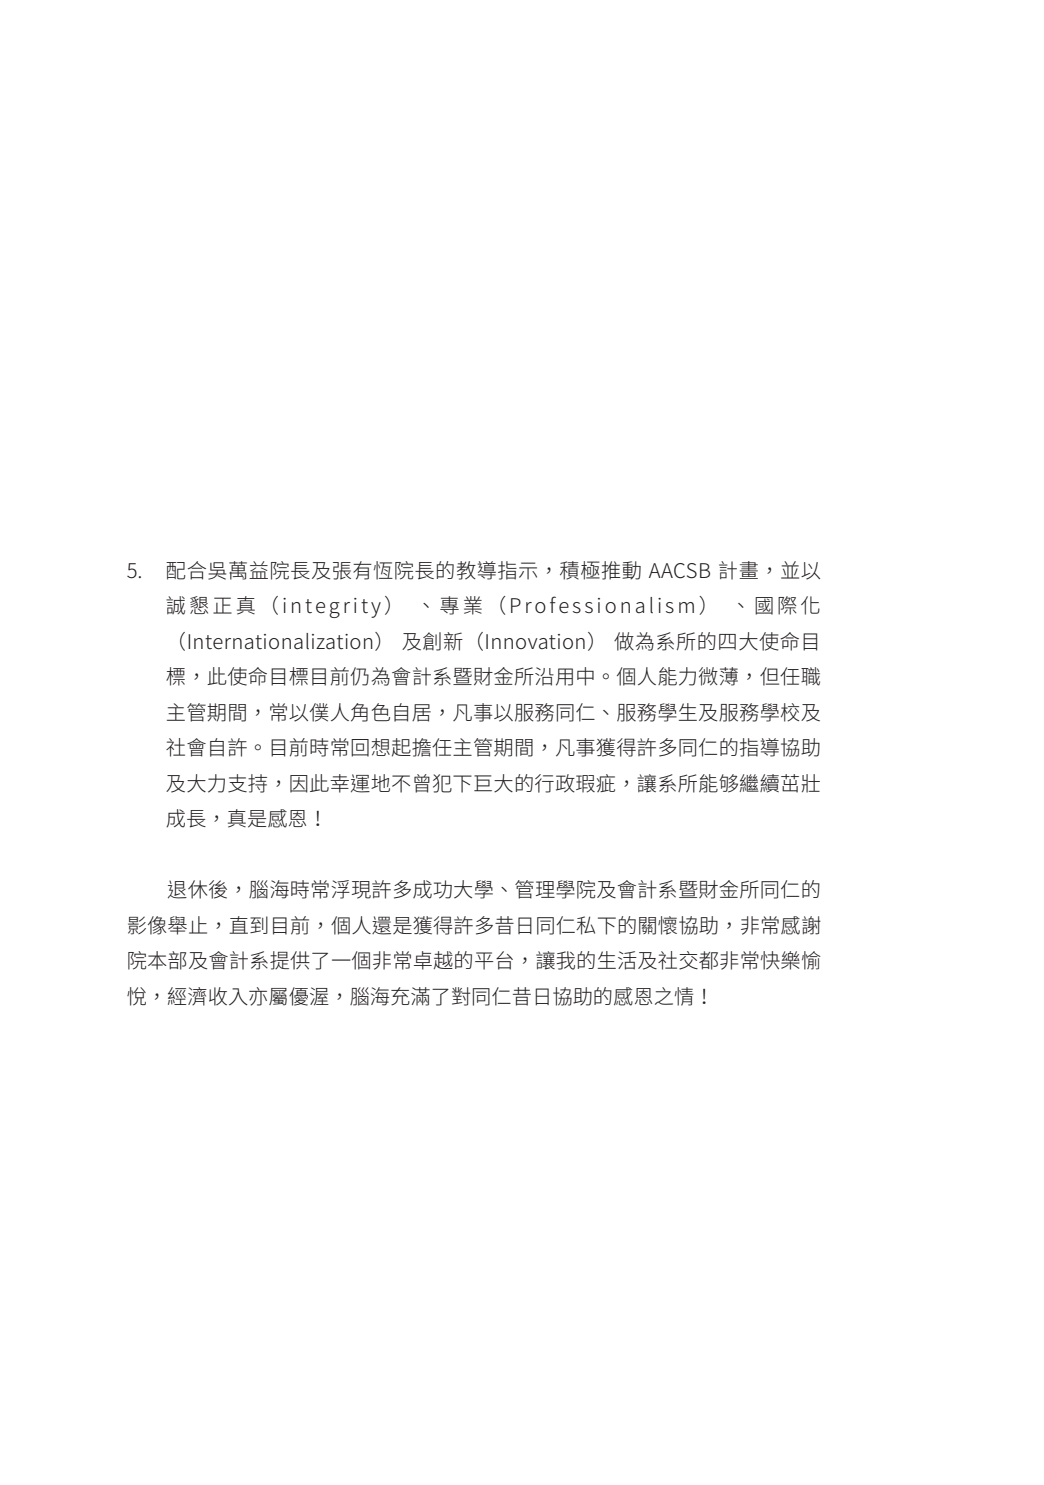 5. 配合吳萬益院長及張有恆院長的教導指示，積極推動 AACSB 計畫，並以
誠懇正真（integrity）、專業（Professionalism）、國際化
（Internationalization） 及創新（Innovation） 做為系所的四大使命目
標，此使命目標目前仍為會計系暨財金所沿用中。個人能力微薄，但任職
主管期間，常以僕人角色自居，凡事以服務同仁、服務學生及服務學校及
社會自許。目前時常回想起擔任主管期間，凡事獲得許多同仁的指導協助
及大力支持，因此幸運地不曾犯下巨大的行政瑕疵，讓系所能够繼續茁壯
成長，真是感恩！
退休後，腦海時常浮現許多成功大學、管理學院及會計系暨財金所同仁的
影像舉止，直到目前，個人還是獲得許多昔日同仁私下的關懷協助，非常感謝
院本部及會計系提供了一個非常卓越的平台，讓我的生活及社交都非常快樂愉
悅，經濟收入亦屬優渥，腦海充滿了對同仁昔日協助的感恩之情！